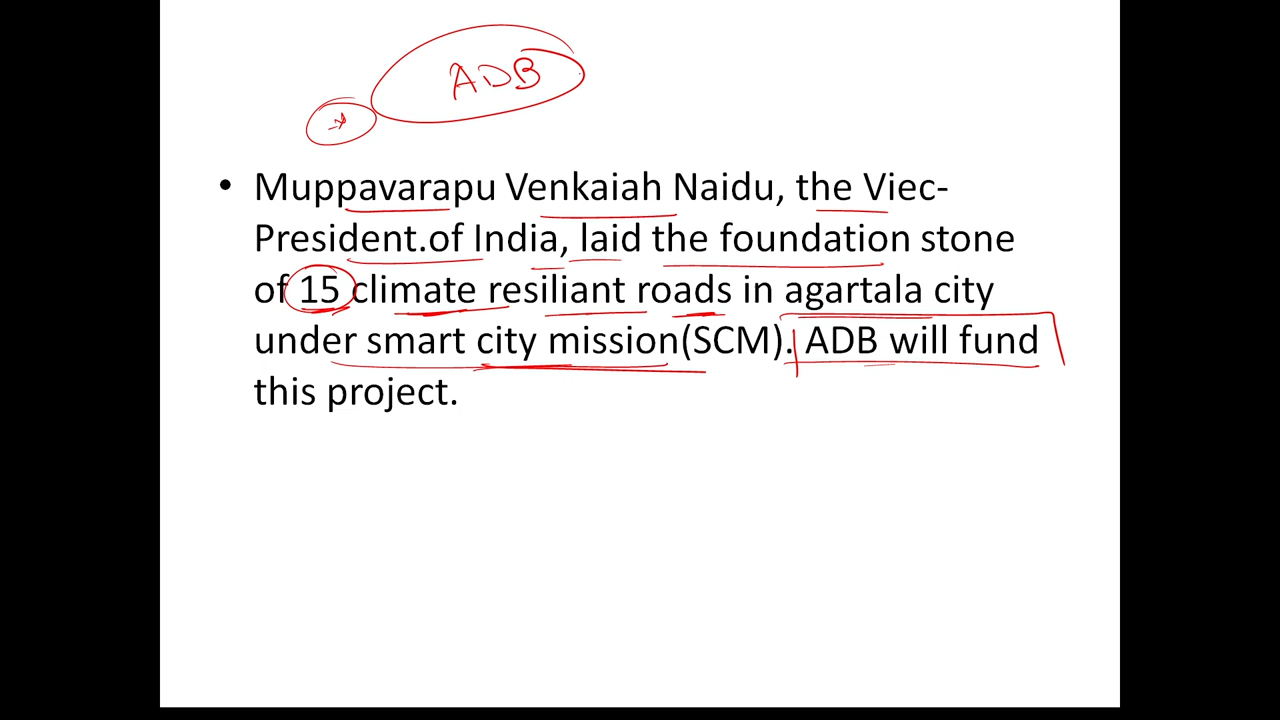 ADB
• Muppavarapu Venkaiah Naidu, the Viec-
President.of India, laid the foundation stone
of 15 climate resiliant roads in agartala city
under smart city mission(SCM). ADB will fund
this project.